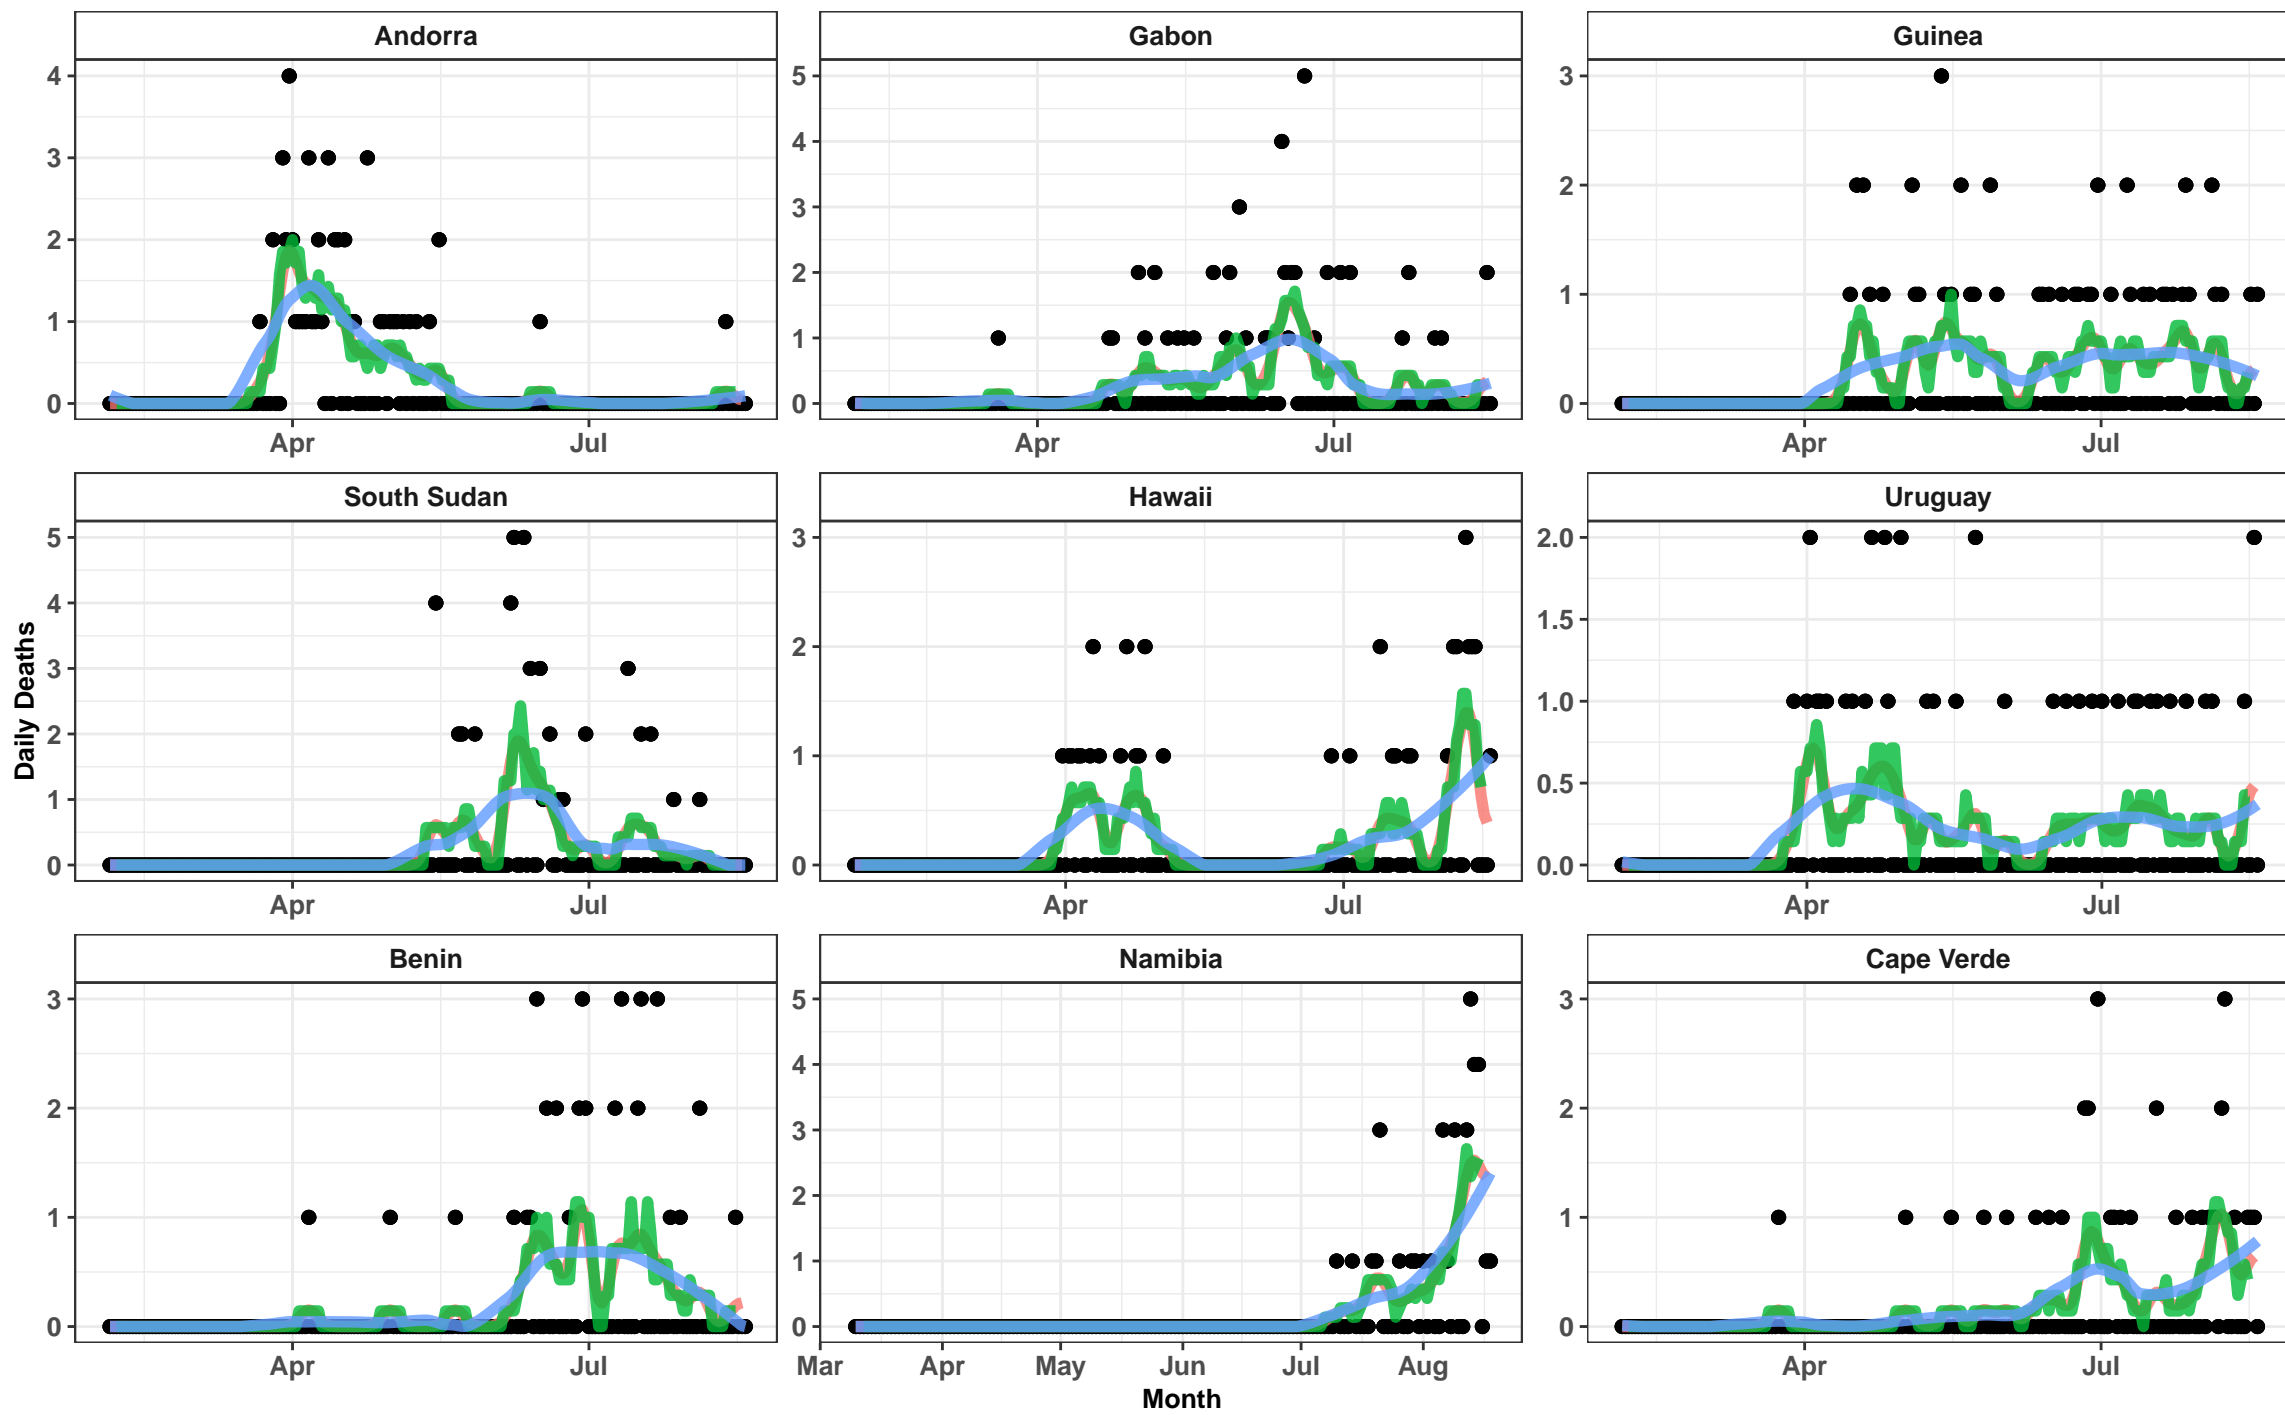 Andorra
Gabon
Guinea
4
3
2
1
0
5
4
3
2
1
0
3
2
1
0
Apr Jul
Apr Jul
Apr Jul
South Sudan
Hawaii
Uruguay
5
4
3
2
1
0
3
2
1
0
2.0
1.5
1.0
0.5
0.0
Daily Deaths
Apr Jul
Apr Jul
Apr Jul
Benin
Namibia
Cape Verde
3
2
1
0
5
4
3
2
1
0
3
2
1
0
Apr Jul
Mar Apr May Jun Jul Aug
Apr Jul
Month